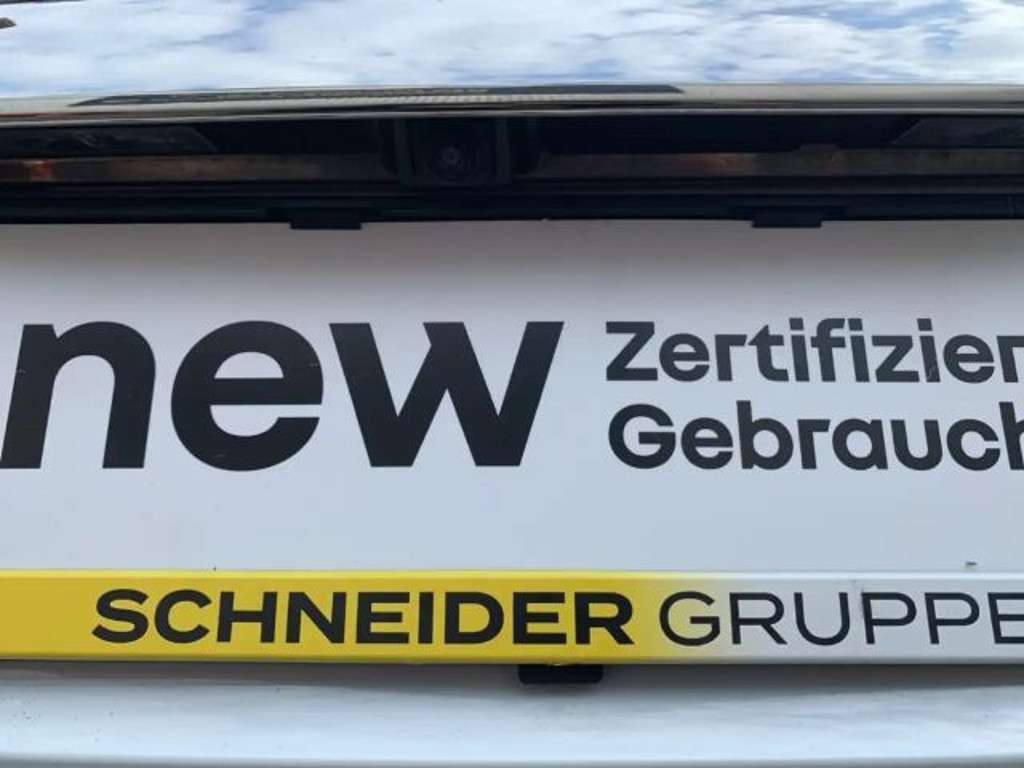 new
Zertifizier
Gebrauch
SCHNEIDER GRUPPE